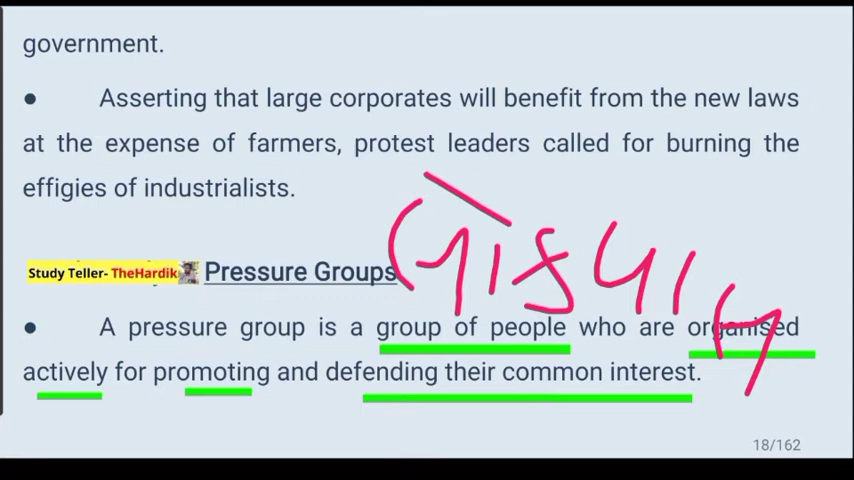 government.
● Asserting that large corporates will benefit from the new laws
at the expense of farmers, protest leaders called for burning the
effigies of industrialists.
Study Teller- TheHardik Pressure Groups
● A pressure group is a group of people who are organised
actively for promoting and defending their common interest.
18/162